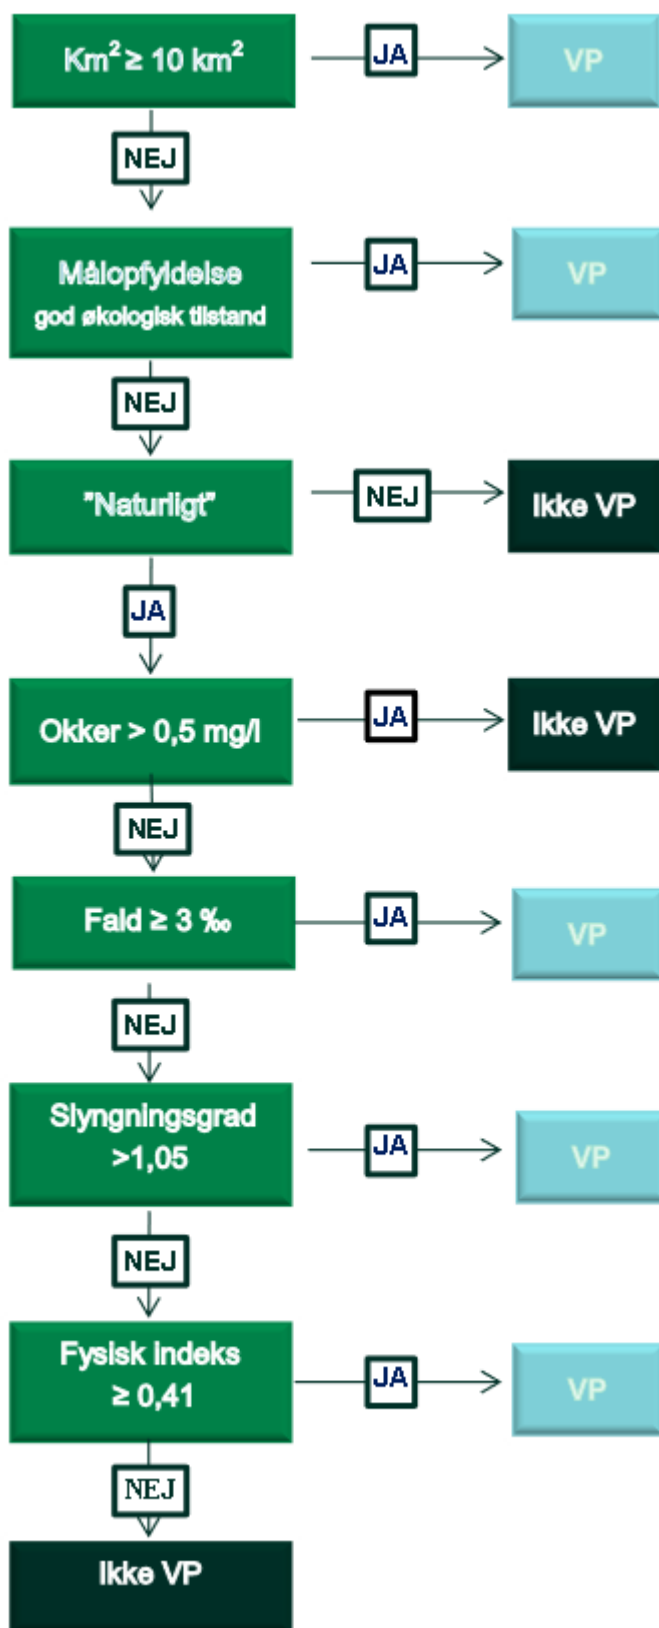 Km² ≥ 10 km²
JA
VP
NEJ
Målopfyldelse
god økologisk tilstand
JA
VP
NEJ
"Naturligt"
NEJ
Ikke VP
JA
Okker > 0,5 mg/l
JA
Ikke VP
NEJ
Fald ≥ 3 ‰
JA
VP
NEJ
Slyngningsgrad
>1,05
JA
VP
NEJ
Fysisk indeks
≥ 0,41
JA
VP
NEJ
Ikke VP